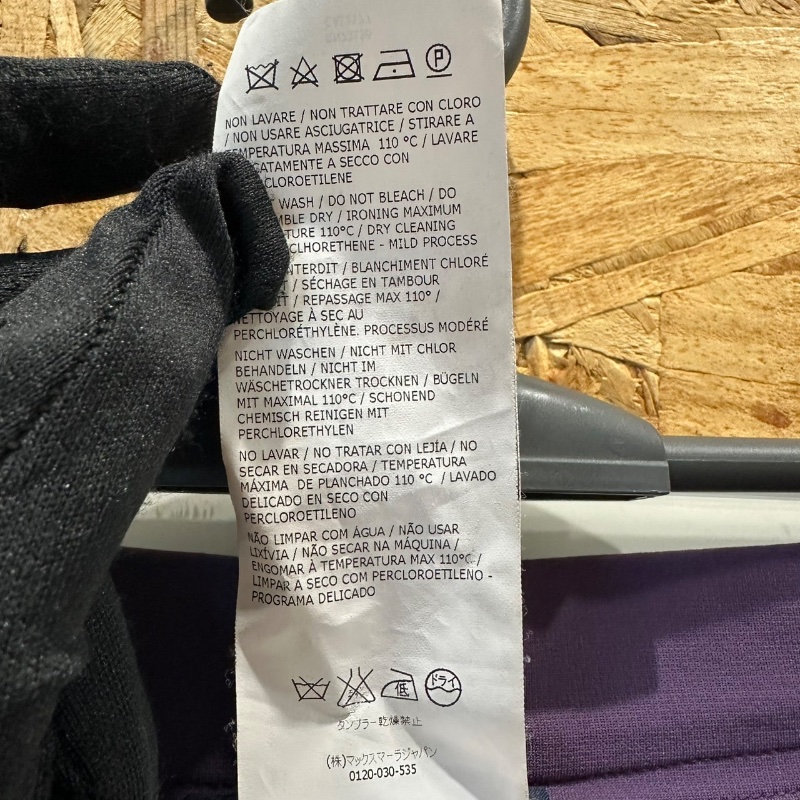 P
NON LAVARE / NON TRATTARE CON CLORO
/ NON USARE ASCIUGATRICE / STIRARE A
TEMPERATURA MASSIMA 110 °C / LAVARE
CATAMENTE A SECCO CON
CLOROETILENE
WASH / DO NOT BLEACH / DO
MBLE DRY / IRONING MAXIMUM
TURE 110°C / DRY CLEANING
CLHORETHENE - MILD PROCESS
NTERDIT / BLANCHIMENT CHLORÉ
/ SÉCHAGE EN TAMBOUR
IT / REPASSAGE MAX 110° /
NETTOYAGE À SEC AU
PERCHLORÉTHYLÈNE. PROCESSUS MODÉRÉ
NICHT WASCHEN / NICHT MIT CHLOR
BEHANDELN / NICHT IM
WÄSCHETROCKNER TROCKNEN / BÜGELN
MIT MAXIMAL 110°C / SCHONEND
CHEMISCH REINIGEN MIT
PERCHLORETHYLEN
NO LAVAR / NO TRATAR CON LEJÍA / NO
SECAR EN SECADORA / TEMPERATURA
MÁXIMA DE PLANCHADO 110 °C / LAVADO
DELICADO EN SECO CON
PERCLOROETILENO
NÃO LIMPAR COM ÁGUA / NÃO USAR
LIXÍVIA / NÃO SECAR NA MÁQUINA /
ENGOMAR À TEMPERATURA MAX 110°C /
LIMPAR A SECO COM PERCLOROETILENO -
PROGRAMA DELICADO
低 ドライ
タンブラー乾燥禁止
(株)マックスマーラジャパン
0120-030-535